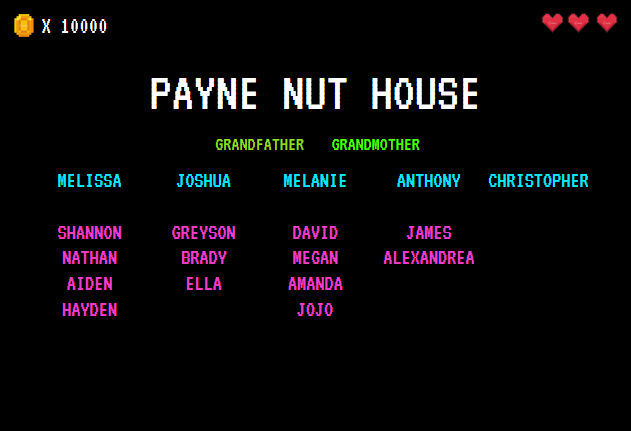 X 10000
PAYNE NUT HOUSE
GRANDFATHER GRANDMOTHER
MELISSA JOSHUA MELANIE ANTHONY CHRISTOPHER
SHANNON GREYSON DAVID JAMES
NATHAN BRADY MEGAN ALEXANDREA
AIDEN ELLA AMANDA
HAYDEN JOJO